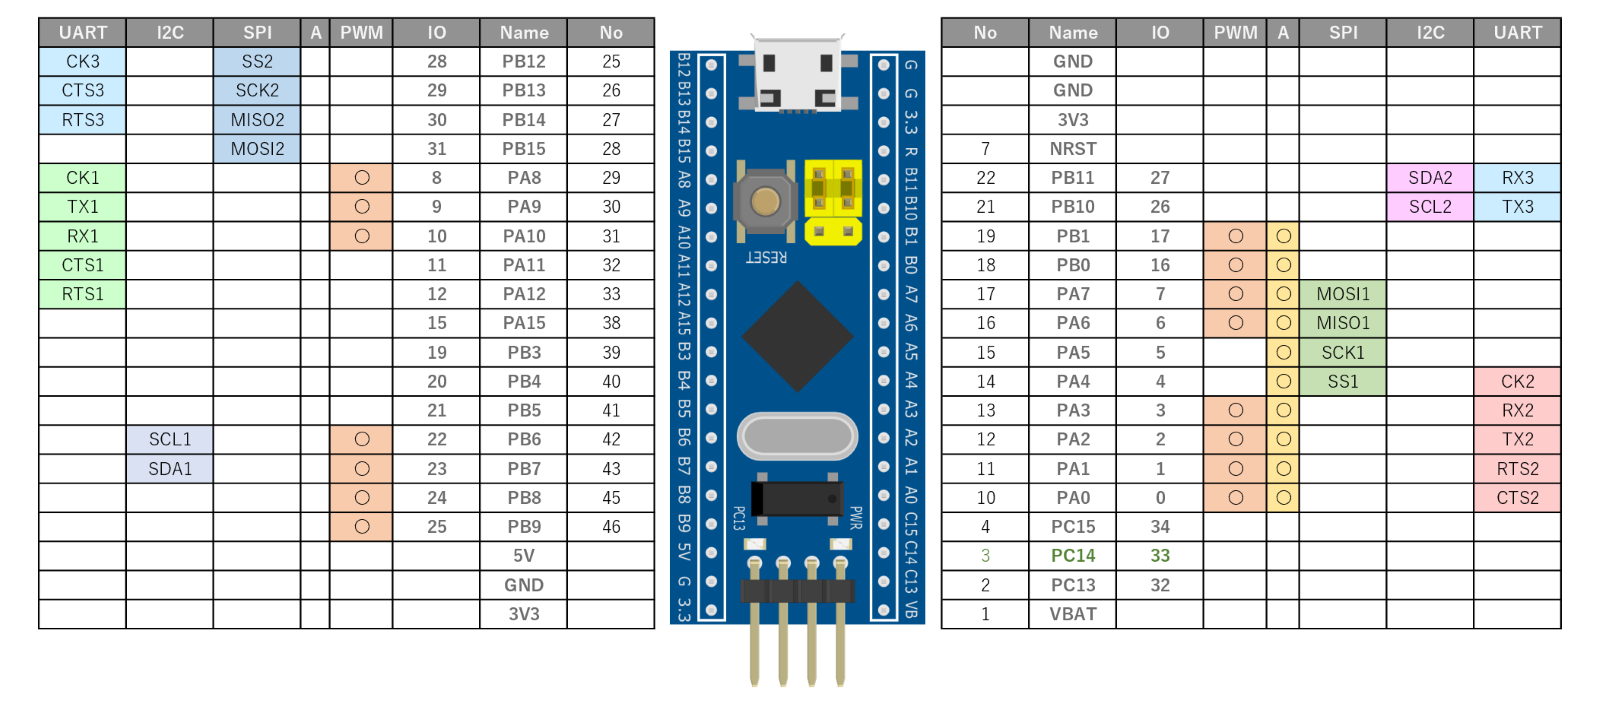 UART I2C SPI A PWM IO Name No
CK3 SS2 28 PB12 25
CTS3 SCK2 29 PB13 26
RTS3 MISO2 30 PB14 27
MOSI2 31 PB15 28
CK1 ○ 8 PA8 29
TX1 ○ 9 PA9 30
RX1 ○ 10 PA10 31
CTS1 11 PA11 32
RTS1 12 PA12 33
15 PA15 38
19 PB3 39
20 PB4 40
21 PB5 41
SCL1 ○ 22 PB6 42
SDA1 ○ 23 PB7 43
○ 24 PB8 45
○ 25 PB9 46
5V
GND
3V3
B12 B13 B14 B15 A8 A9 A10 A11 A12 A15 B3 B4 B5 B6 B7 B8 B9 5V G 3.3
RESET
PC13
PWR
G G 3.3 R B11 B10 B1 B0 A7 A6 A5 A4 A3 A2 A1 A0 C15 C14 C13 VB
No Name IO PWM A SPI I2C UART
GND
GND
3V3
7 NRST
22 PB11 27 SDA2 RX3
21 PB10 26 SCL2 TX3
19 PB1 17 ○ ○
18 PB0 16 ○ ○
17 PA7 7 ○ ○ MOSI1
16 PA6 6 ○ ○ MISO1
15 PA5 5 ○ SCK1
14 PA4 4 ○ SS1 CK2
13 PA3 3 ○ ○ RX2
12 PA2 2 ○ ○ TX2
11 PA1 1 ○ ○ RTS2
10 PA0 0 ○ ○ CTS2
4 PC15 34
3 PC14 33
2 PC13 32
1 VBAT